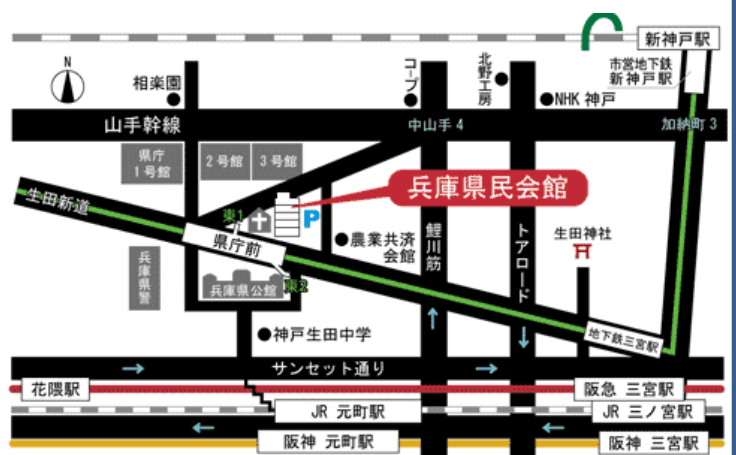 新神戸駅
市営地下鉄
新神戸駅
N
相楽園
コープ
北野工房
NHK 神戸
山手幹線
中山手4
加納町3
県庁
1号館
2号館
3号館
兵庫県民会館
生田新道
東1
P
県庁前
農業共済
会館
鯉川筋
トアロード
生田神社
兵庫県警
兵庫県公館
東2
神戸生田中学
地下鉄三宮駅
サンセット通り
花隈駅
阪急 三宮駅
JR 元町駅
JR 三ノ宮駅
阪神 元町駅
阪神 三宮駅